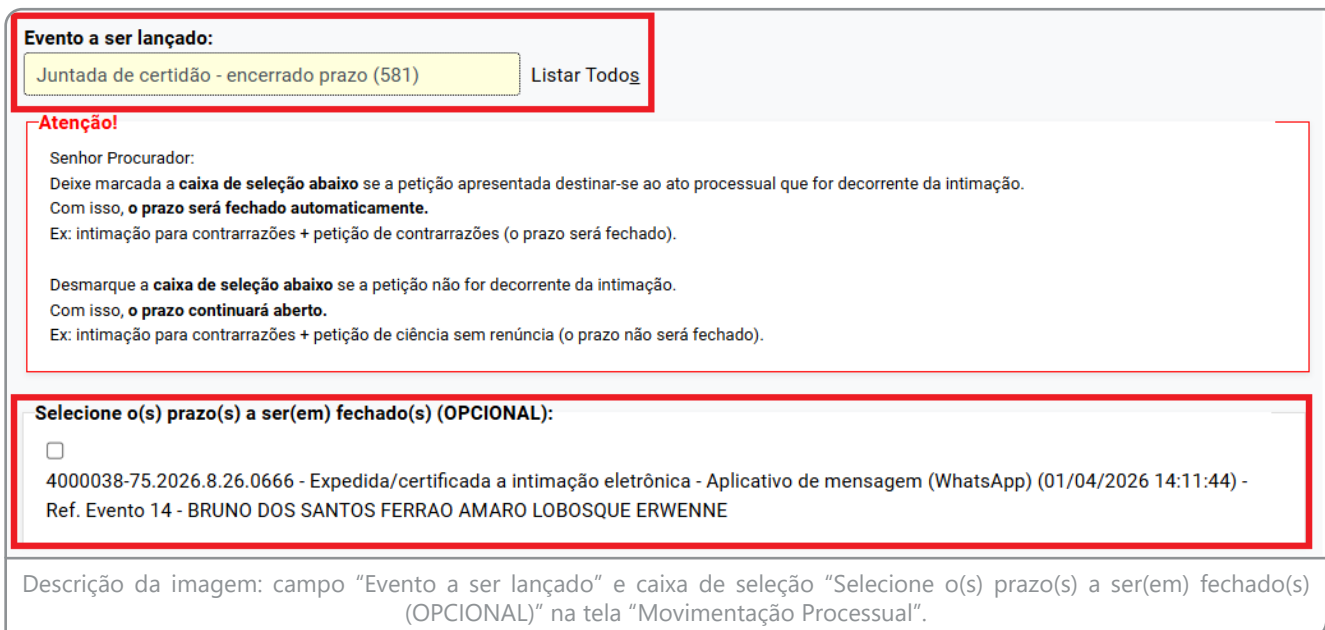 Evento a ser lançado:
Juntada de certidão - encerrado prazo (581) Listar Todos
Atenção!
Senhor Procurador:
Deixe marcada a caixa de seleção abaixo se a petição apresentada destinar-se ao ato processual que for decorrente da intimação.
Com isso, o prazo será fechado automaticamente.
Ex: intimação para contrarrazões + petição de contrarrazões (o prazo será fechado).
Desmarque a caixa de seleção abaixo se a petição não for decorrente da intimação.
Com isso, o prazo continuará aberto.
Ex: intimação para contrarrazões + petição de ciência sem renúncia (o prazo não será fechado).
Selecione o(s) prazo(s) a ser(em) fechado(s) (OPCIONAL):
4000038-75.2026.8.26.0666 - Expedida/certificada a intimação eletrônica - Aplicativo de mensagem (WhatsApp) (01/04/2026 14:11:44) -
Ref. Evento 14 - BRUNO DOS SANTOS FERRAO AMARO LOBOSQUE ERWENNE
Descrição da imagem: campo “Evento a ser lançado” e caixa de seleção “Selecione o(s) prazo(s) a ser(em) fechado(s)
(OPCIONAL)” na tela “Movimentação Processual”.